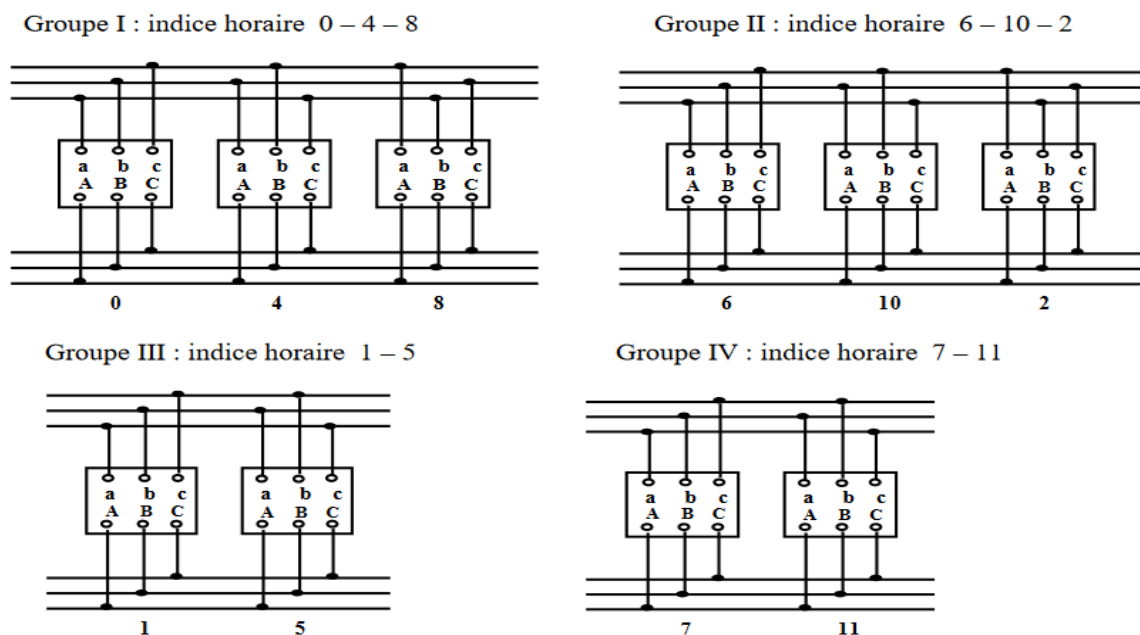 Groupe I : indice horaire 0 – 4 – 8
Groupe II : indice horaire 6 – 10 – 2
a b c
A B C
a b c
A B C
a b c
A B C
0 4 8
a b c
A B C
a b c
A B C
a b c
A B C
6 10 2
Groupe III : indice horaire 1 – 5
Groupe IV : indice horaire 7 – 11
a b c
A B C
a b c
A B C
1 5
a b c
A B C
a b c
A B C
7 11